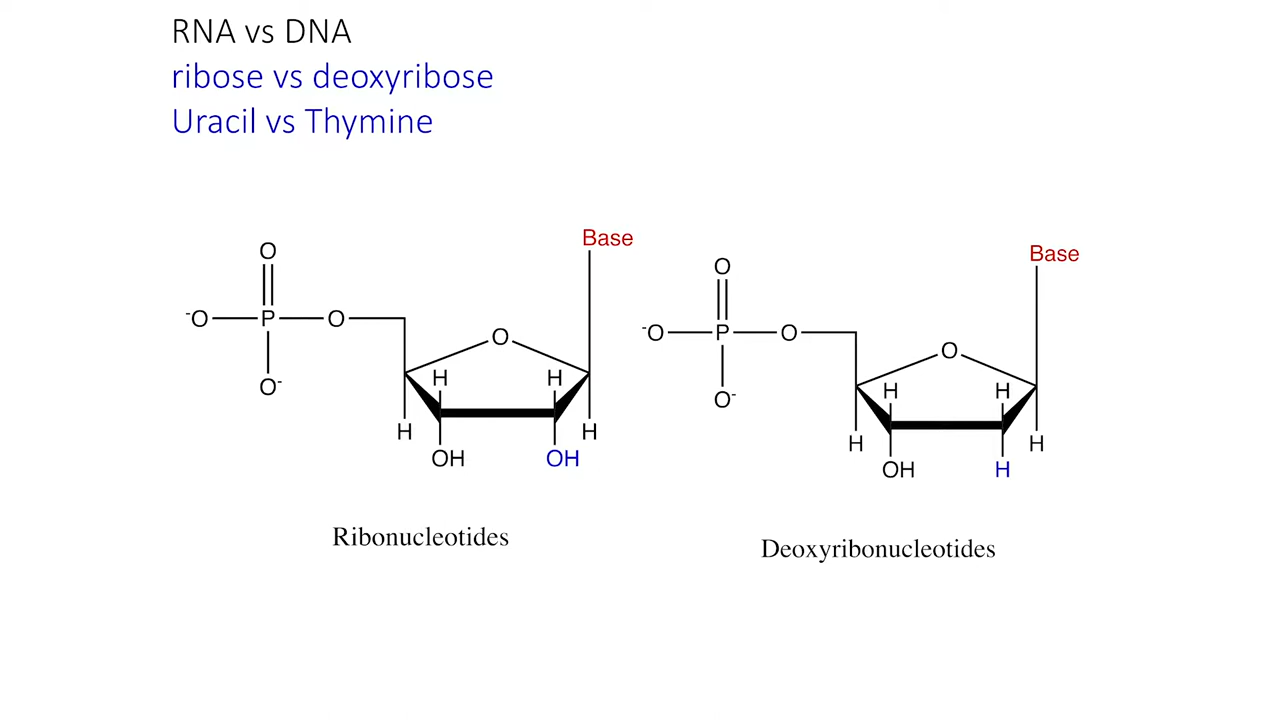 RNA vs DNA
ribose vs deoxyribose
Uracil vs Thymine
Base
O
-O P O
O
H H
O-
H H
OH OH
Ribonucleotides
Base
O
-O P O
O
H H
O-
H H
OH H
Deoxyribonucleotides